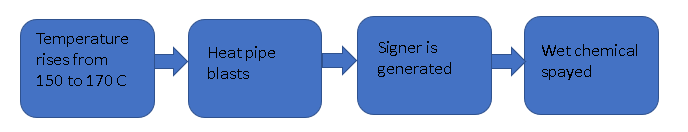 Temperature
rises from
150 to 170 C
Heat pipe
blasts
Signer is
generated
Wet chemical
spayed